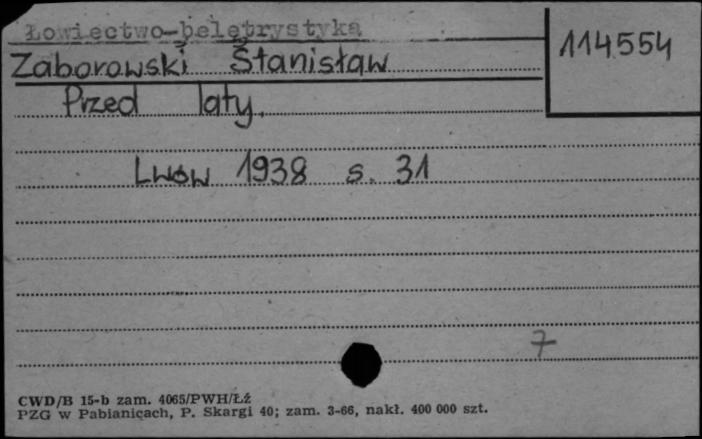 Łowiectwo-beletrystyka
114554
Zaborowski Stanisław
Przed laty.
Lwów 1938 s. 31
7
CWD/B 15-b zam. 4065/PWH/Łź
PZG w Pabianicach, P. Skargi 40; zam. 3-66, nakł. 400 000 szt.